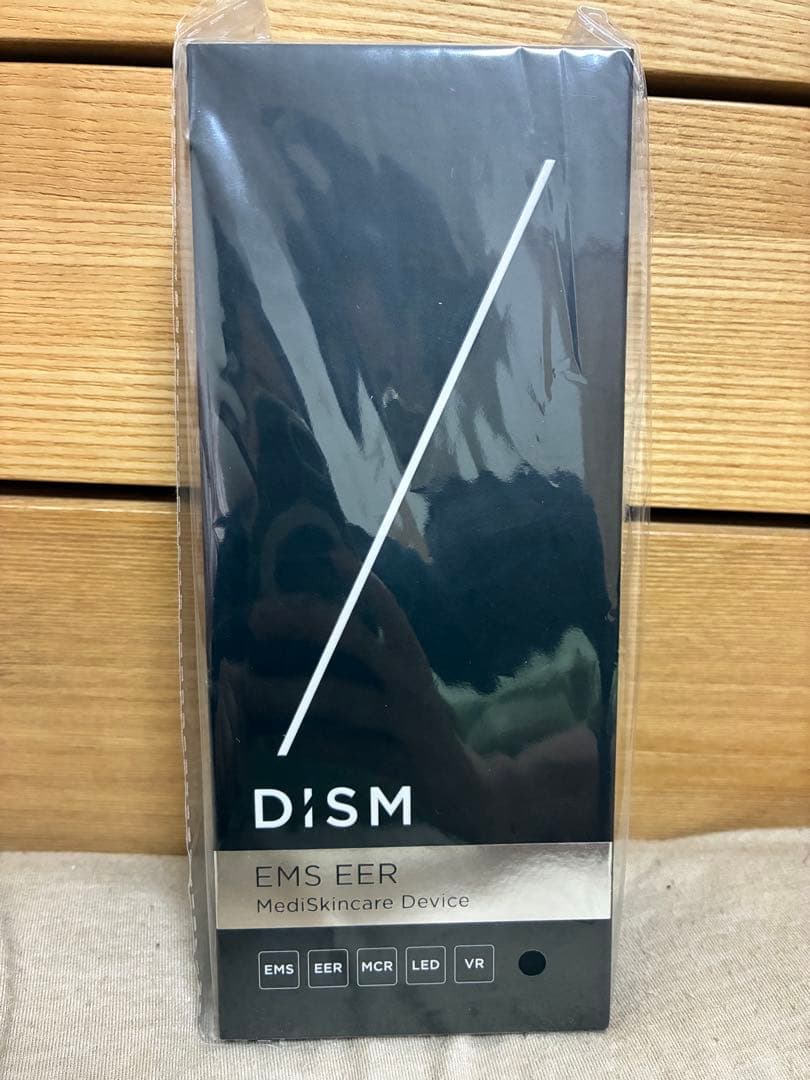 DISM
EMS EER
MediSkincare Device
EMS EER MCR LED VR